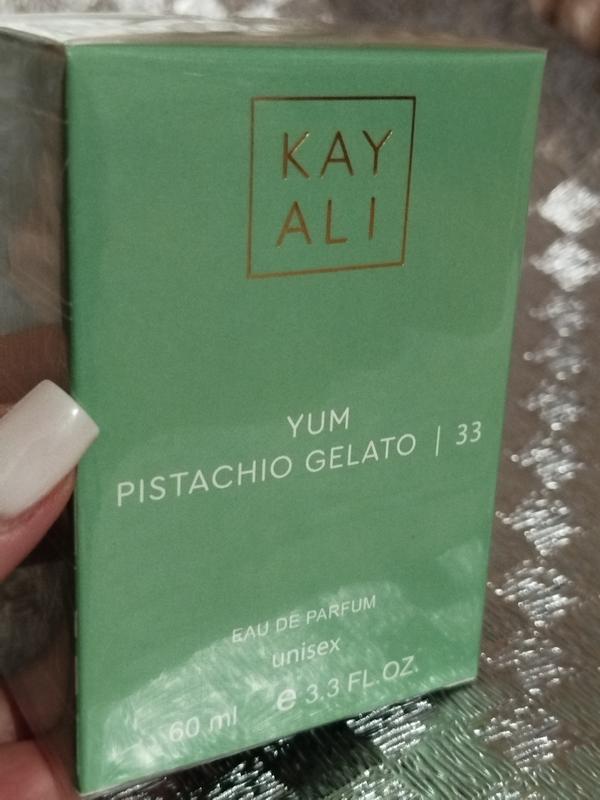 KAY
ALI
YUM
PISTACHIO GELATO | 33
EAU DE PARFUM
unisex
60 ml ℮ 3.3 FL.OZ.